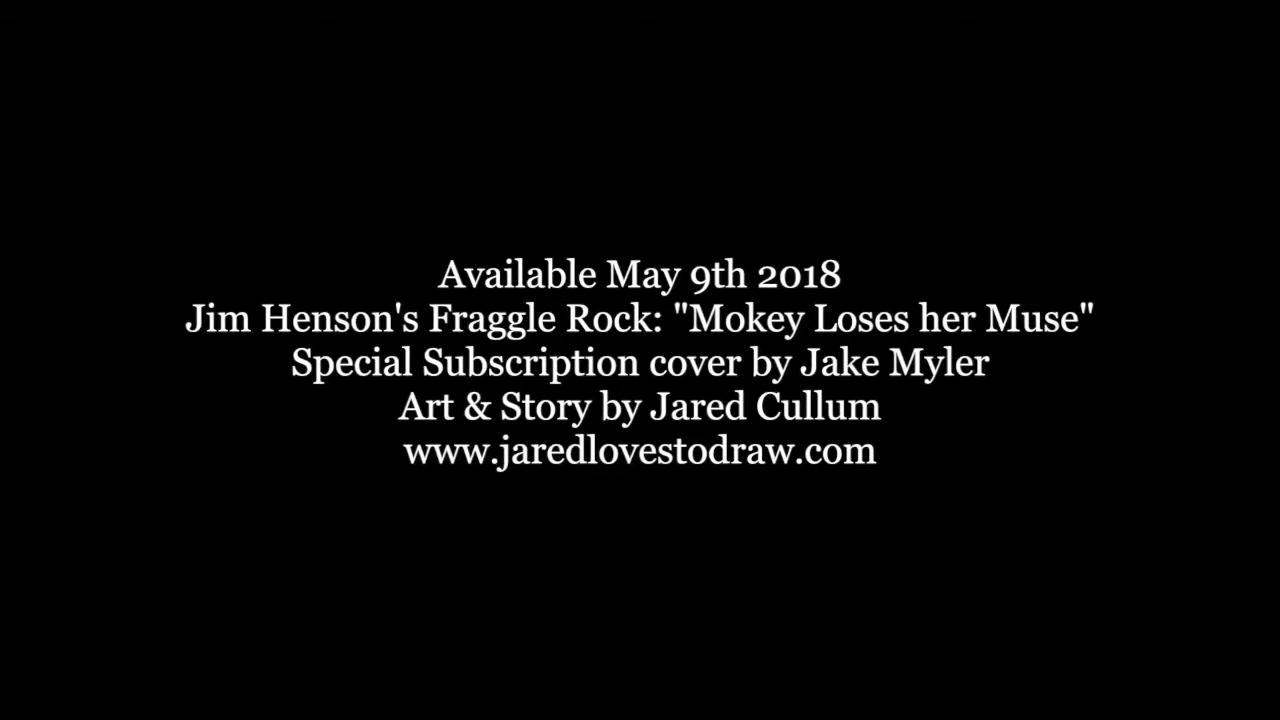 Available May 9th 2018
Jim Henson's Fraggle Rock: "Mokey Loses her Muse"
Special Subscription cover by Jake Myler
Art & Story by Jared Cullum
www.jaredlovestodraw.com